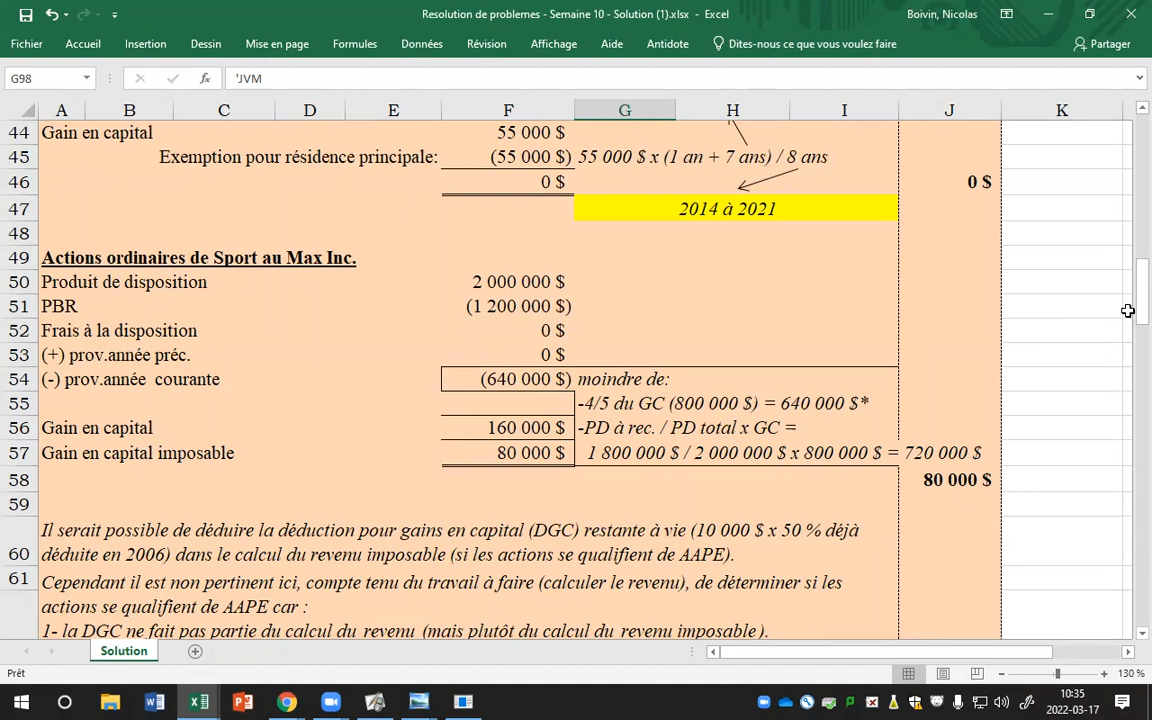 Resolution de problemes - Semaine 10 - Solution (1).xlsx - Excel
Boivin, Nicolas
Fichier Accueil Insertion Dessin Mise en page Formules Données Révision Affichage Aide Antidote Dites-nous ce que vous voulez faire Partager
G98 fx 'JVM
A B C D E F G H I J K
44 Gain en capital 55 000 $
45 Exemption pour résidence principale: (55 000 $) 55 000 $ x (1 an + 7 ans) / 8 ans
46 0 $ 0 $
47 2014 à 2021
48
49 Actions ordinaires de Sport au Max Inc.
50 Produit de disposition 2 000 000 $
51 PBR (1 200 000 $)
52 Frais à la disposition 0 $
53 (+) prov.année préc. 0 $
54 (-) prov.année courante (640 000 $) moindre de:
55 -4/5 du GC (800 000 $) = 640 000 $*
56 Gain en capital 160 000 $ -PD à rec. / PD total x GC =
57 Gain en capital imposable 80 000 $ 1 800 000 $ / 2 000 000 $ x 800 000 $ = 720 000 $
58 80 000 $
59
Il serait possible de déduire la déduction pour gains en capital (DGC) restante à vie (10 000 $ x 50 % déjà
60 déduite en 2006) dans le calcul du revenu imposable (si les actions se qualifient de AAPE).
61 Cependant il est non pertinent ici, compte tenu du travail à faire (calculer le revenu), de déterminer si les
actions se qualifient de AAPE car :
1- la DGC ne fait pas partie du calcul du revenu (mais plutôt du calcul du revenu imposable ).
Solution
Prêt 130 %
10:35
2022-03-17